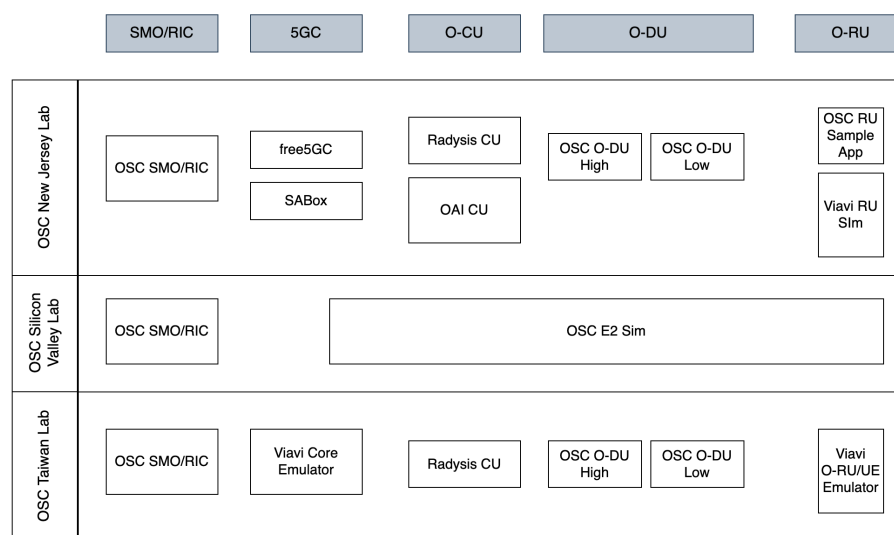 SMO/RIC
5GC
O-CU
O-DU
O-RU
OSC New Jersey Lab
OSC SMO/RIC
free5GC
SABox
Radysis CU
OAI CU
OSC O-DU
High
OSC O-DU
Low
OSC RU
Sample
App
Viavi RU
SIm
OSC Silicon
Valley Lab
OSC SMO/RIC
OSC E2 Sim
OSC Taiwan Lab
OSC SMO/RIC
Viavi Core
Emulator
Radysis CU
OSC O-DU
High
OSC O-DU
Low
Viavi
O-RU/UE
Emulator